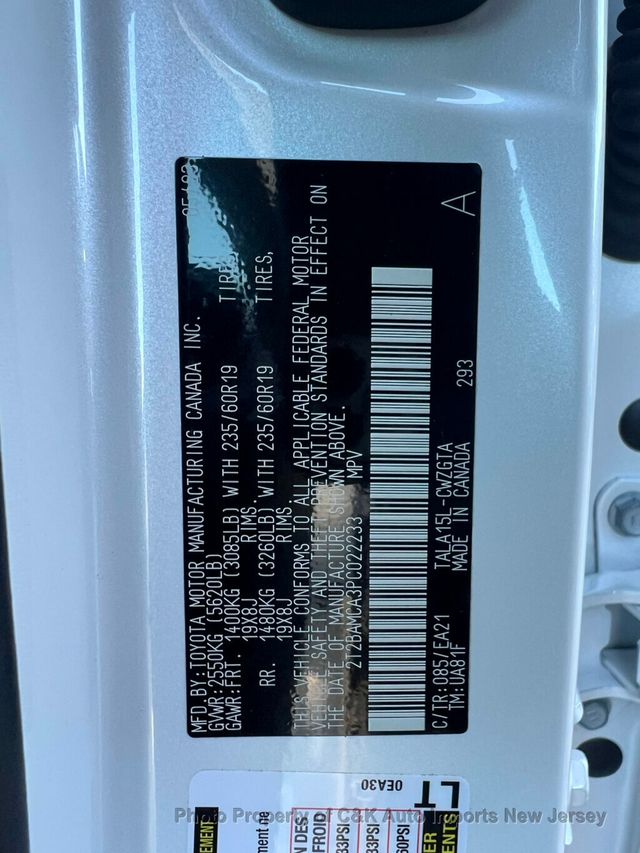 MFD.BY:TOYOTA MOTOR MANUFACTURING CANADA INC.
GVWR:2550KG (5620LB)
GAWR:FRT. 1400KG (3085LB) WITH 235/60R19 TIRES,
19X8J RIMS.
RR. 1480KG (3260LB) WITH 235/60R19 TIRES,
19X8J RIMS.
THIS VEHICLE CONFORMS TO ALL APPLICABLE FEDERAL MOTOR
VEHICLE SAFETY AND THEFT PREVENTION STANDARDS IN EFFECT ON
THE DATE OF MANUFACTURE SHOWN ABOVE.
2T2BAMCA3PC022233 MPV
C/TR:085/EA21 TALA15L-CWZGTA
TM:UA81F MADE IN CANADA 293
A
0EA30
LT
Photo Property of C&K Auto Imports New Jersey